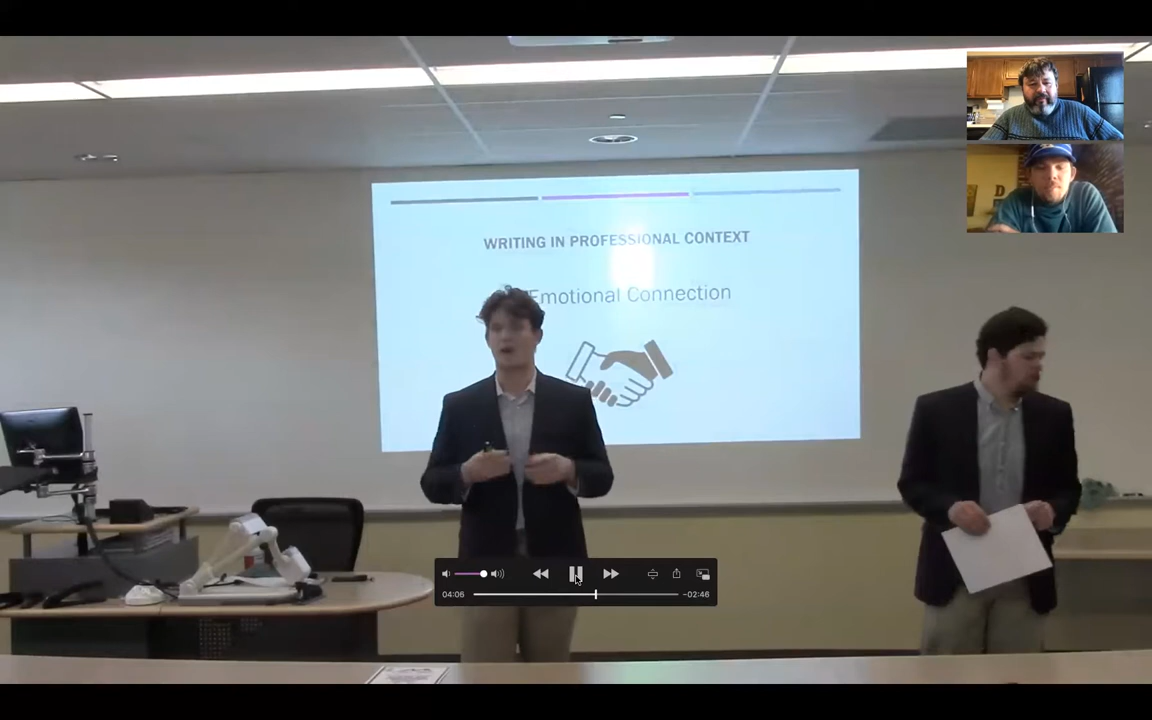 WRITING IN PROFESSIONAL CONTEXT
Emotional Connection
D
04:06
-02:46